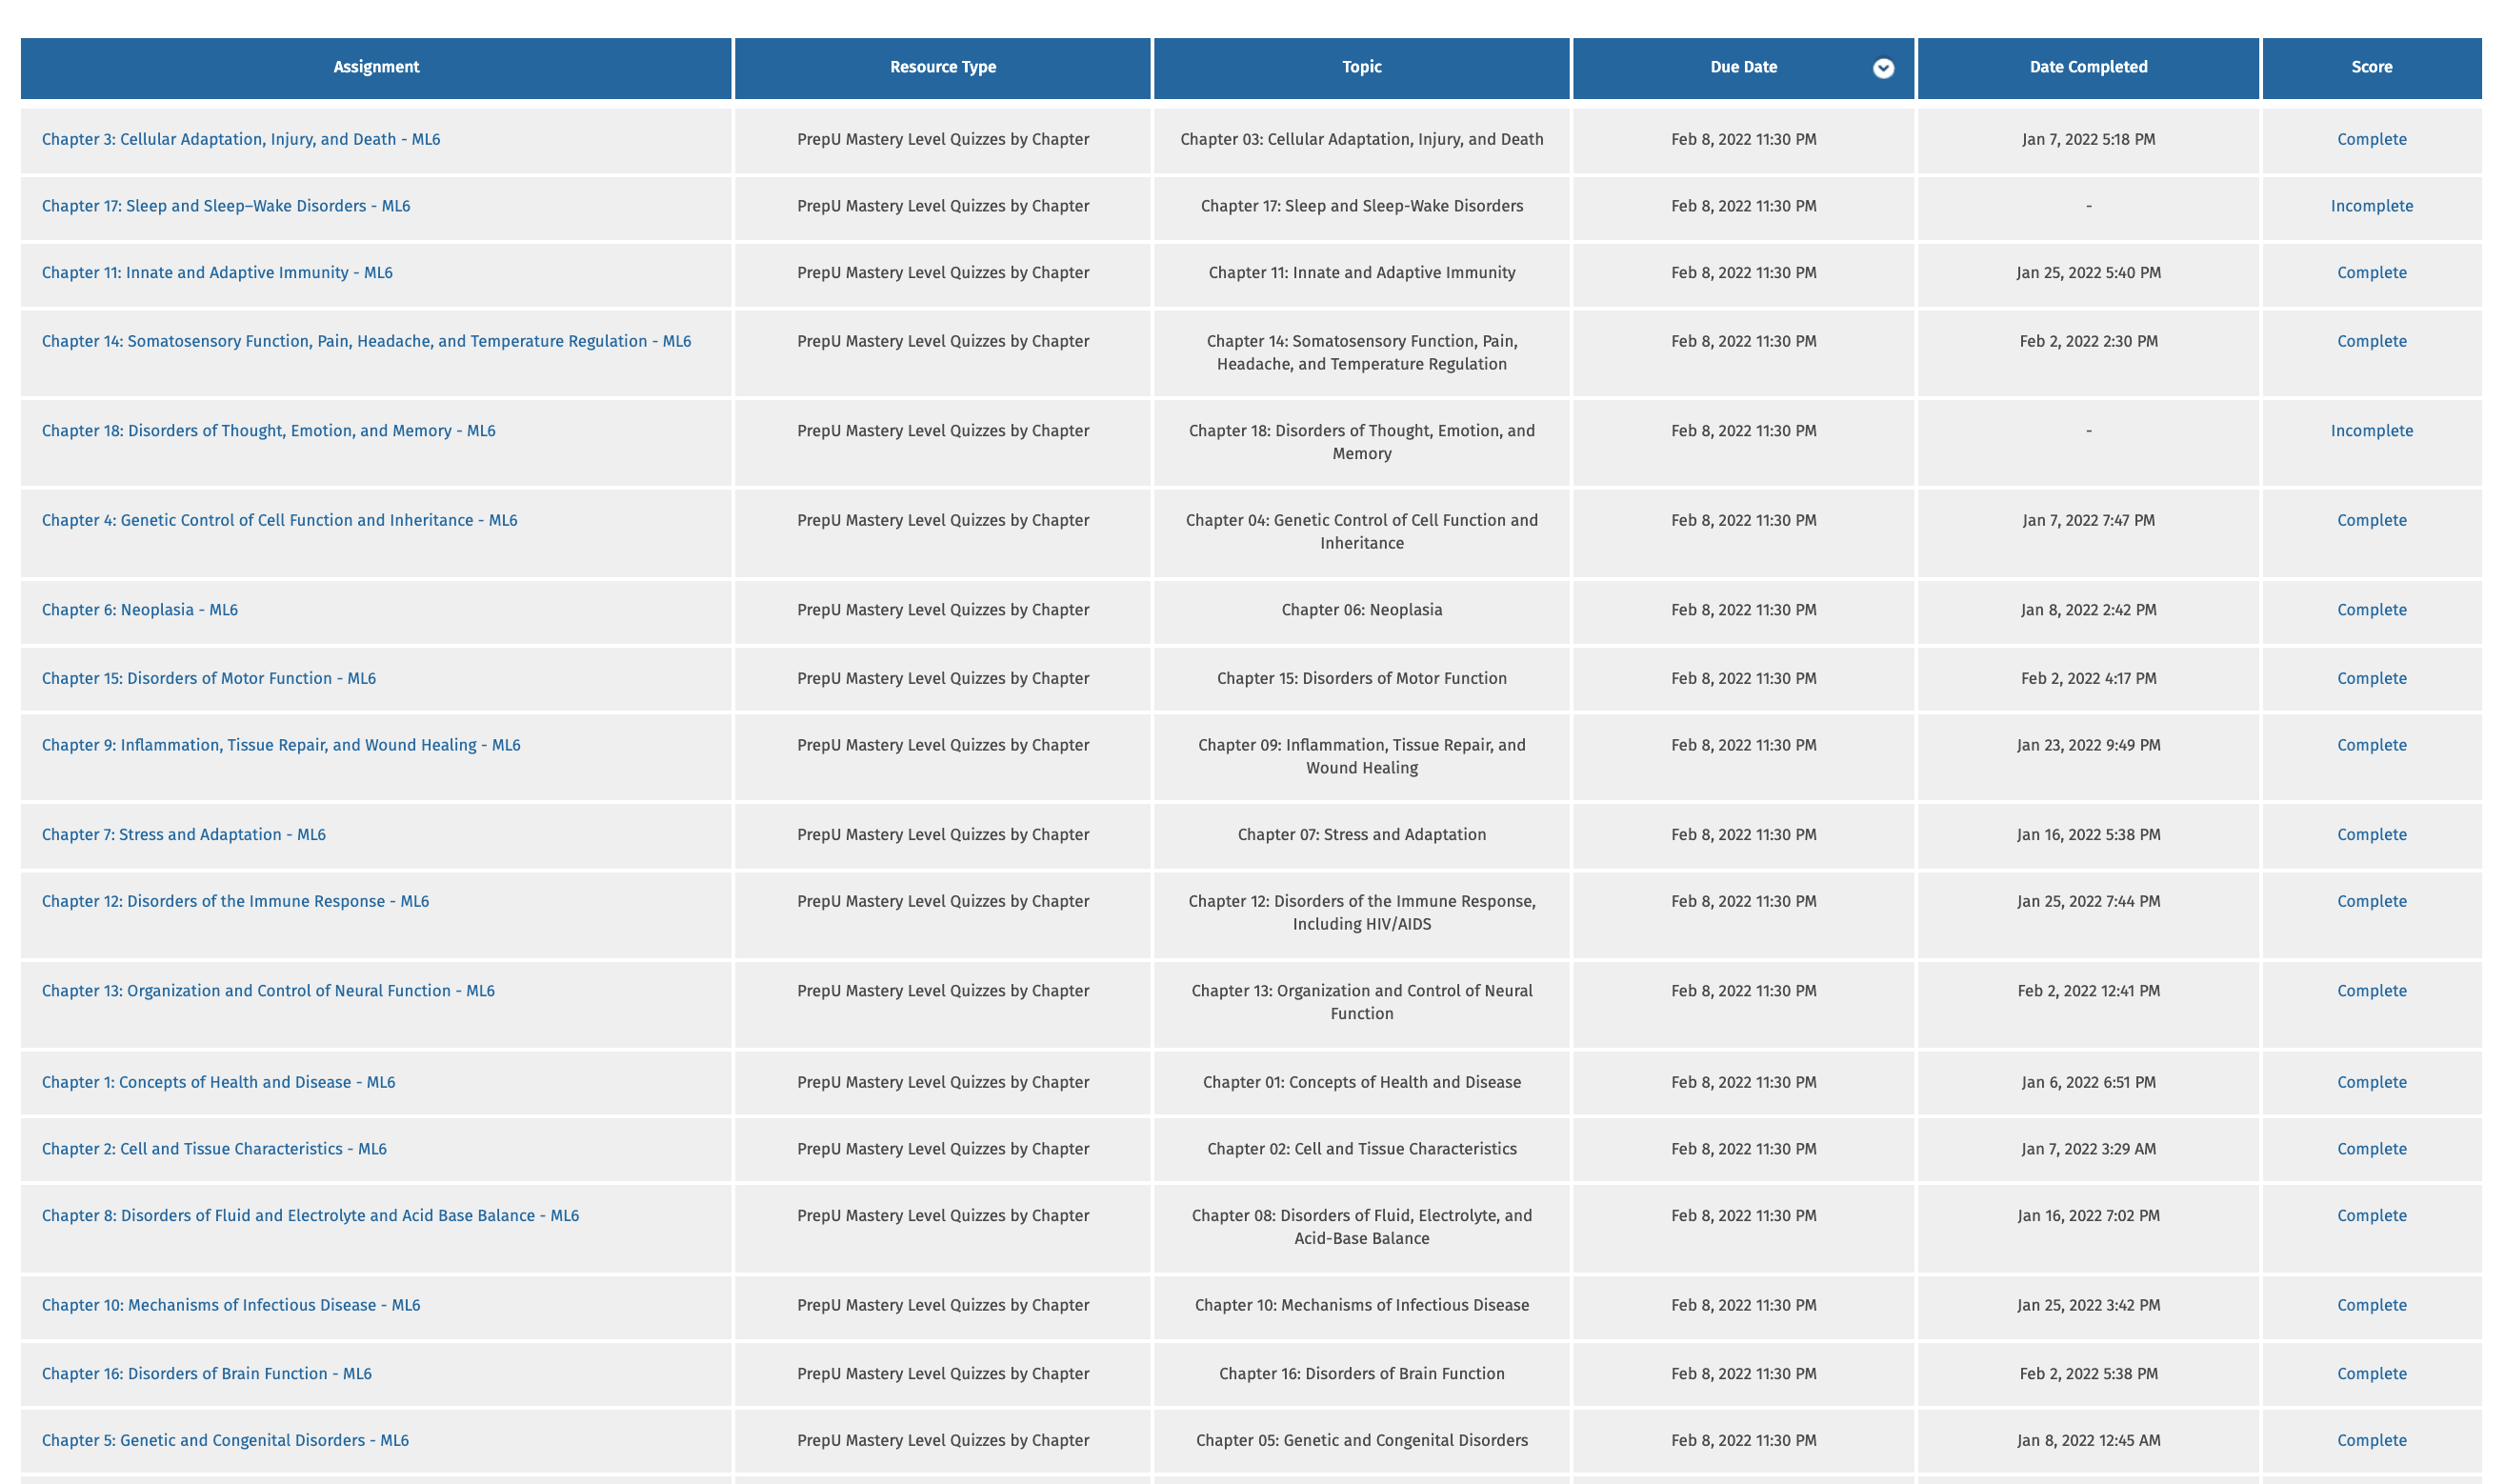 Assignment Resource Type Topic Due Date Date Completed Score
Chapter 3: Cellular Adaptation, Injury, and Death - ML6 PrepU Mastery Level Quizzes by Chapter Chapter 03: Cellular Adaptation, Injury, and Death Feb 8, 2022 11:30 PM Jan 7, 2022 5:18 PM Complete
Chapter 17: Sleep and Sleep–Wake Disorders - ML6 PrepU Mastery Level Quizzes by Chapter Chapter 17: Sleep and Sleep-Wake Disorders Feb 8, 2022 11:30 PM - Incomplete
Chapter 11: Innate and Adaptive Immunity - ML6 PrepU Mastery Level Quizzes by Chapter Chapter 11: Innate and Adaptive Immunity Feb 8, 2022 11:30 PM Jan 25, 2022 5:40 PM Complete
Chapter 14: Somatosensory Function, Pain, Headache, and Temperature Regulation - ML6 PrepU Mastery Level Quizzes by Chapter Chapter 14: Somatosensory Function, Pain, Feb 8, 2022 11:30 PM Feb 2, 2022 2:30 PM Complete
Headache, and Temperature Regulation
Chapter 18: Disorders of Thought, Emotion, and Memory - ML6 PrepU Mastery Level Quizzes by Chapter Chapter 18: Disorders of Thought, Emotion, and Feb 8, 2022 11:30 PM - Incomplete
Memory
Chapter 4: Genetic Control of Cell Function and Inheritance - ML6 PrepU Mastery Level Quizzes by Chapter Chapter 04: Genetic Control of Cell Function and Feb 8, 2022 11:30 PM Jan 7, 2022 7:47 PM Complete
Inheritance
Chapter 6: Neoplasia - ML6 PrepU Mastery Level Quizzes by Chapter Chapter 06: Neoplasia Feb 8, 2022 11:30 PM Jan 8, 2022 2:42 PM Complete
Chapter 15: Disorders of Motor Function - ML6 PrepU Mastery Level Quizzes by Chapter Chapter 15: Disorders of Motor Function Feb 8, 2022 11:30 PM Feb 2, 2022 4:17 PM Complete
Chapter 9: Inflammation, Tissue Repair, and Wound Healing - ML6 PrepU Mastery Level Quizzes by Chapter Chapter 09: Inflammation, Tissue Repair, and Feb 8, 2022 11:30 PM Jan 23, 2022 9:49 PM Complete
Wound Healing
Chapter 7: Stress and Adaptation - ML6 PrepU Mastery Level Quizzes by Chapter Chapter 07: Stress and Adaptation Feb 8, 2022 11:30 PM Jan 16, 2022 5:38 PM Complete
Chapter 12: Disorders of the Immune Response - ML6 PrepU Mastery Level Quizzes by Chapter Chapter 12: Disorders of the Immune Response, Feb 8, 2022 11:30 PM Jan 25, 2022 7:44 PM Complete
Including HIV/AIDS
Chapter 13: Organization and Control of Neural Function - ML6 PrepU Mastery Level Quizzes by Chapter Chapter 13: Organization and Control of Neural Feb 8, 2022 11:30 PM Feb 2, 2022 12:41 PM Complete
Function
Chapter 1: Concepts of Health and Disease - ML6 PrepU Mastery Level Quizzes by Chapter Chapter 01: Concepts of Health and Disease Feb 8, 2022 11:30 PM Jan 6, 2022 6:51 PM Complete
Chapter 2: Cell and Tissue Characteristics - ML6 PrepU Mastery Level Quizzes by Chapter Chapter 02: Cell and Tissue Characteristics Feb 8, 2022 11:30 PM Jan 7, 2022 3:29 AM Complete
Chapter 8: Disorders of Fluid and Electrolyte and Acid Base Balance - ML6 PrepU Mastery Level Quizzes by Chapter Chapter 08: Disorders of Fluid, Electrolyte, and Feb 8, 2022 11:30 PM Jan 16, 2022 7:02 PM Complete
Acid-Base Balance
Chapter 10: Mechanisms of Infectious Disease - ML6 PrepU Mastery Level Quizzes by Chapter Chapter 10: Mechanisms of Infectious Disease Feb 8, 2022 11:30 PM Jan 25, 2022 3:42 PM Complete
Chapter 16: Disorders of Brain Function - ML6 PrepU Mastery Level Quizzes by Chapter Chapter 16: Disorders of Brain Function Feb 8, 2022 11:30 PM Feb 2, 2022 5:38 PM Complete
Chapter 5: Genetic and Congenital Disorders - ML6 PrepU Mastery Level Quizzes by Chapter Chapter 05: Genetic and Congenital Disorders Feb 8, 2022 11:30 PM Jan 8, 2022 12:45 AM Complete